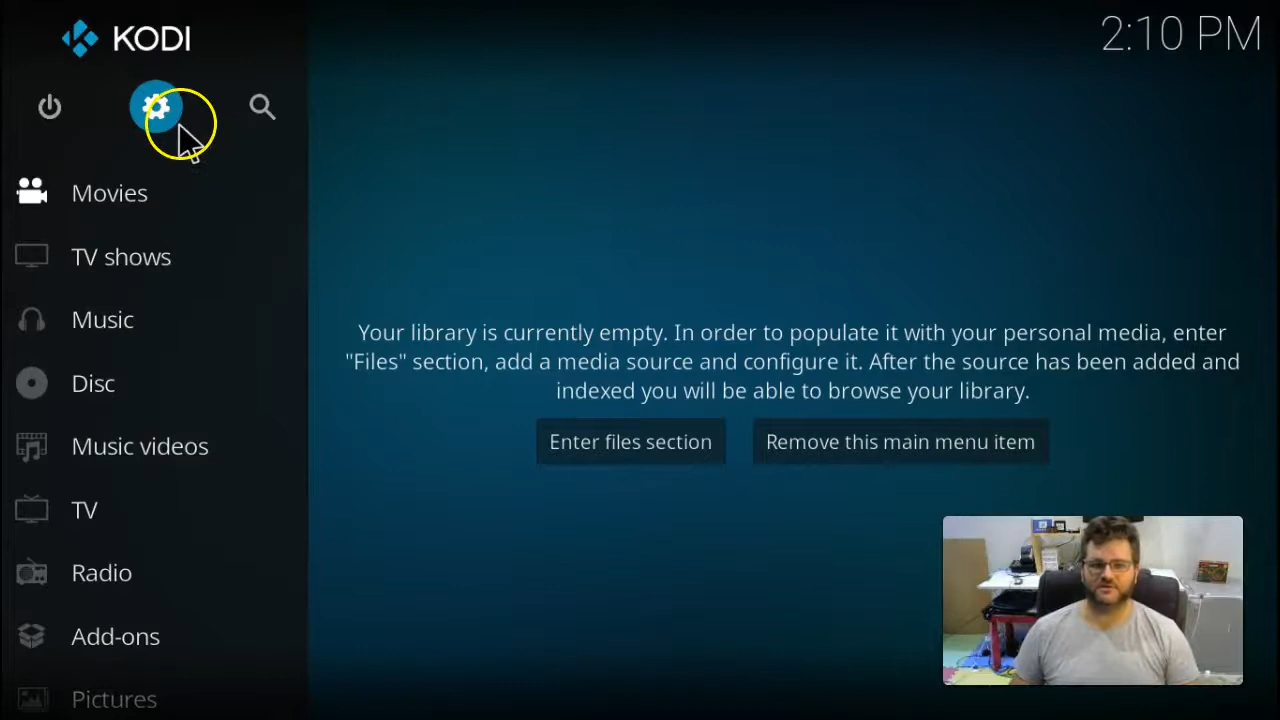 KODI
2:10 PM
Movies
TV shows
Music
Disc
Music videos
TV
Radio
Add-ons
Pictures
Your library is currently empty. In order to populate it with your personal media, enter
"Files" section, add a media source and configure it. After the source has been added and
indexed you will be able to browse your library.
Enter files section
Remove this main menu item